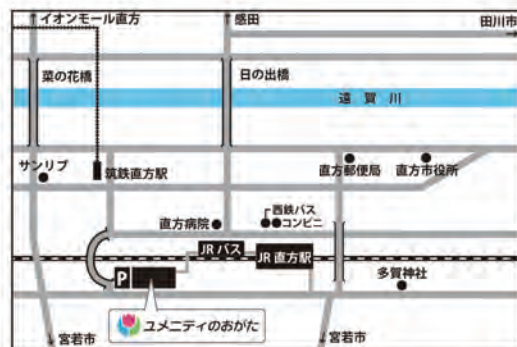 イオンモール直方
感田
田川市
菜の花橋
日の出橋
遠賀川
サンリブ
筑鉄直方駅
直方郵便局
直方市役所
西鉄バス
直方病院
コンビニ
JR バス
JR 直方駅
P
多賀神社
ユメニティのおがた
宮若市
宮若市